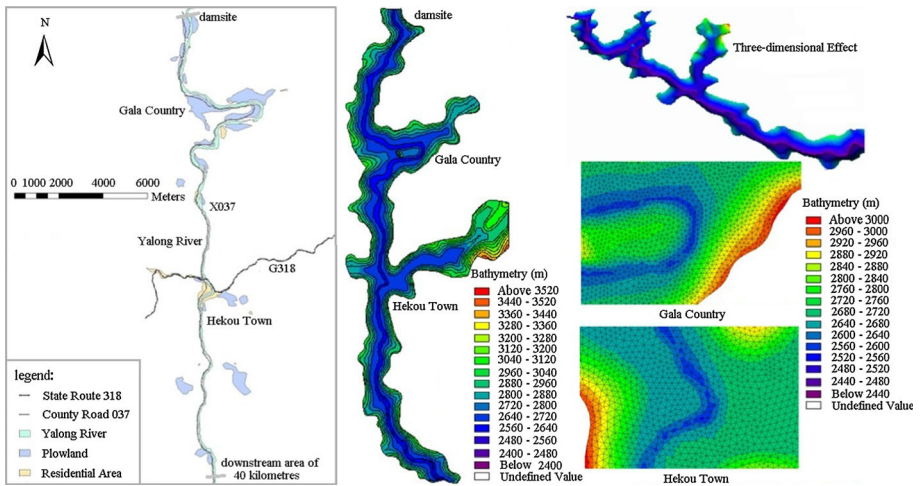 damsite
N
Gala Country
0 1000 2000 4000 6000
Meters
X037
Yalong River
G318
Hekou Town
legend:
State Route 318
County Road 037
Yalong River
Plowland
Residential Area
downstream area of
40 kilometres
damsite
Gala Country
Hekou Town
Bathymetry (m)
Above 3520
3440 - 3520
3360 - 3440
3280 - 3360
3200 - 3280
3120 - 3200
3040 - 3120
2960 - 3040
2880 - 2960
2800 - 2880
2720 - 2800
2640 - 2720
2560 - 2640
2480 - 2560
2400 - 2480
Below 2400
Undefined Value
Three-dimensional Effect
Gala Country
Hekou Town
Bathymetry (m)
Above 3000
2960 - 3000
2920 - 2960
2880 - 2920
2840 - 2880
2800 - 2840
2760 - 2800
2720 - 2760
2680 - 2720
2640 - 2680
2600 - 2640
2560 - 2600
2520 - 2560
2480 - 2520
2440 - 2480
Below 2440
Undefined Value